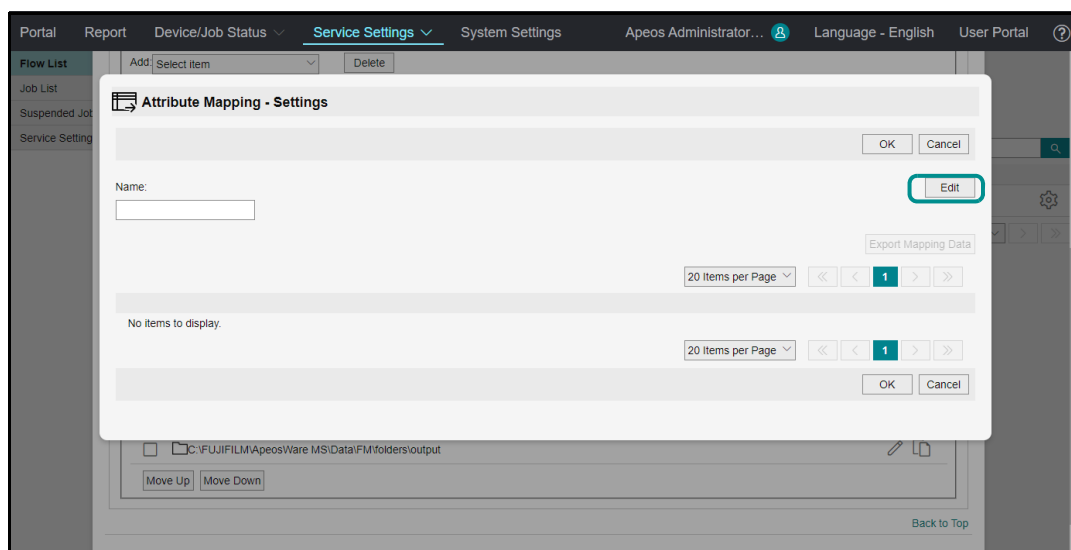 Portal Report Device/Job Status Service Settings System Settings Apeos Administrator... Language - English User Portal ?
Flow List
Add: Select item Delete
Job List
Suspended Job
Service Setting
Attribute Mapping - Settings
OK Cancel
Name:
Edit
Export Mapping Data
20 Items per Page 1
No items to display.
20 Items per Page 1
OK Cancel
C:\FUJIFILM\ApeosWare MS\Data\FM\folders\output
Move Up Move Down
Back to Top